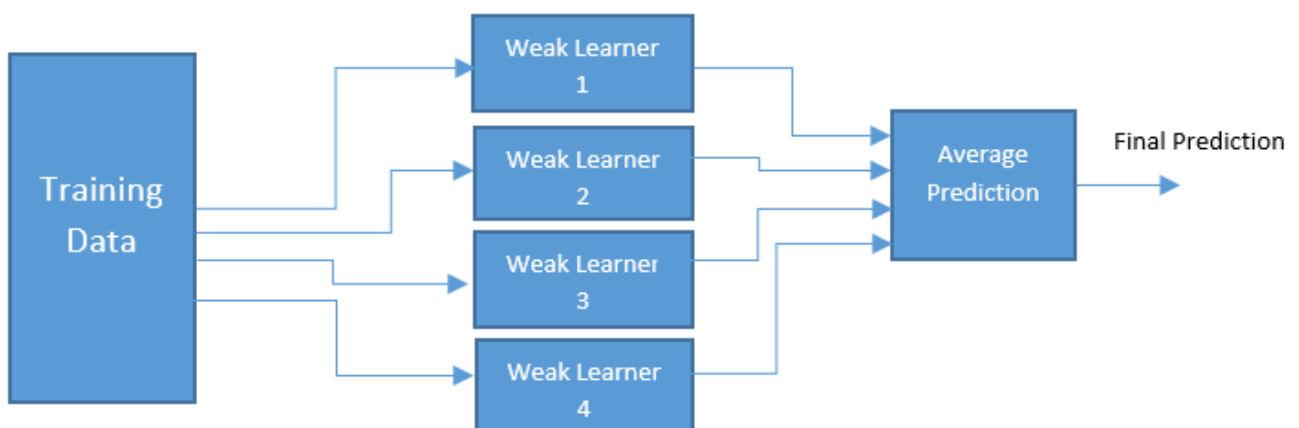 Training
Data
Weak Learner
1
Weak Learner
2
Weak Learner
3
Weak Learner
4
Average
Prediction
Final Prediction